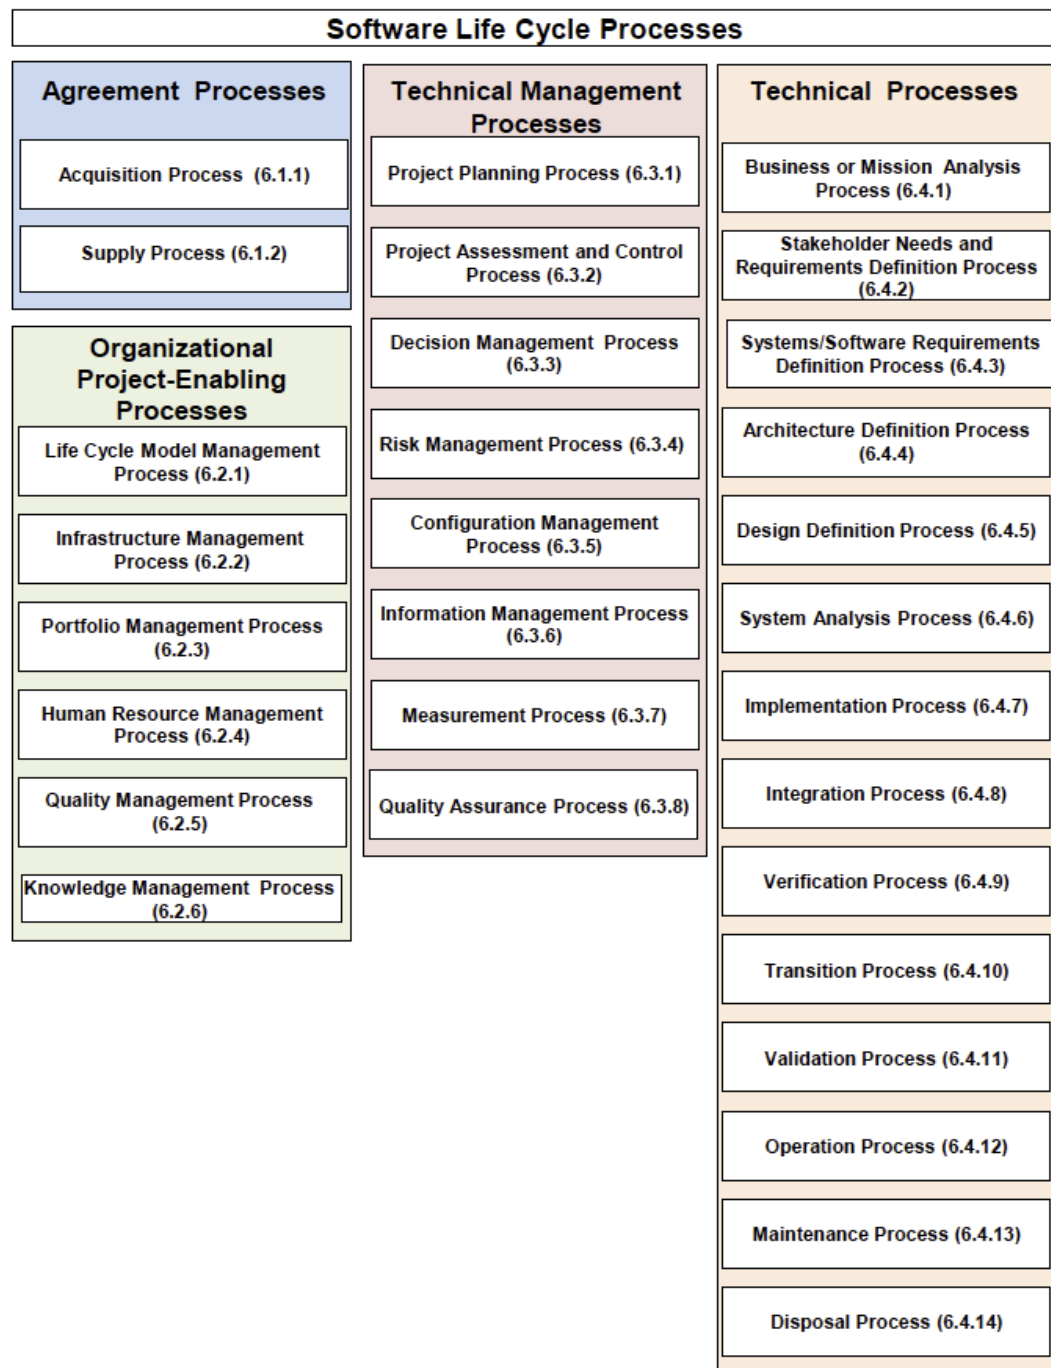 Software Life Cycle Processes
Agreement Processes
Acquisition Process (6.1.1)
Supply Process (6.1.2)
Organizational
Project-Enabling
Processes
Life Cycle Model Management
Process (6.2.1)
Infrastructure Management
Process (6.2.2)
Portfolio Management Process
(6.2.3)
Human Resource Management
Process (6.2.4)
Quality Management Process
(6.2.5)
Knowledge Management Process
(6.2.6)
Technical Management
Processes
Project Planning Process (6.3.1)
Project Assessment and Control
Process (6.3.2)
Decision Management Process
(6.3.3)
Risk Management Process (6.3.4)
Configuration Management
Process (6.3.5)
Information Management Process
(6.3.6)
Measurement Process (6.3.7)
Quality Assurance Process (6.3.8)
Technical Processes
Business or Mission Analysis
Process (6.4.1)
Stakeholder Needs and
Requirements Definition Process
(6.4.2)
Systems/Software Requirements
Definition Process (6.4.3)
Architecture Definition Process
(6.4.4)
Design Definition Process (6.4.5)
System Analysis Process (6.4.6)
Implementation Process (6.4.7)
Integration Process (6.4.8)
Verification Process (6.4.9)
Transition Process (6.4.10)
Validation Process (6.4.11)
Operation Process (6.4.12)
Maintenance Process (6.4.13)
Disposal Process (6.4.14)